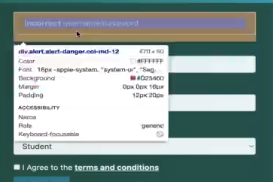 Incorrect username/password
div.alert.alert-danger.col-md-12
Color #FFFFFF
Font 16px -apple-system, "system-ui", "Seg...
Background
Margin 0px 0px 16px
Padding 12px 20px
ACCESSIBILITY
Name
Role generic
Keyboard-focusable
Student
I Agree to the terms and conditions